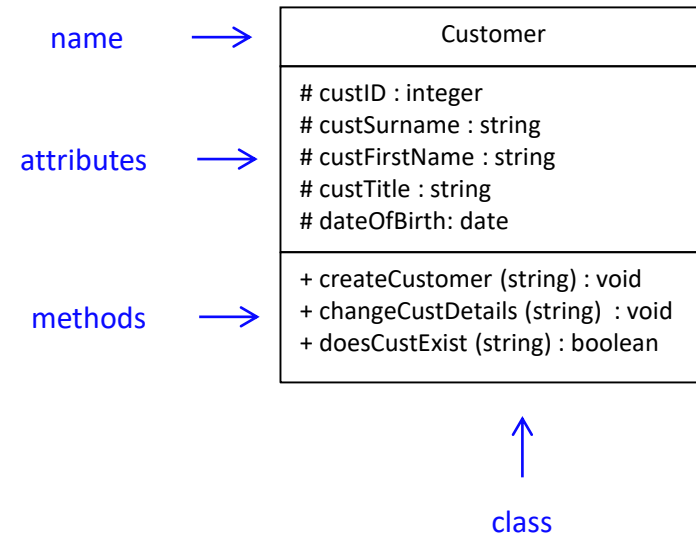 name
Customer
attributes
# custID : integer
# custSurname : string
# custFirstName : string
# custTitle : string
# dateOfBirth: date
methods
+ createCustomer (string) : void
+ changeCustDetails (string)  : void
+ doesCustExist (string) : boolean
class